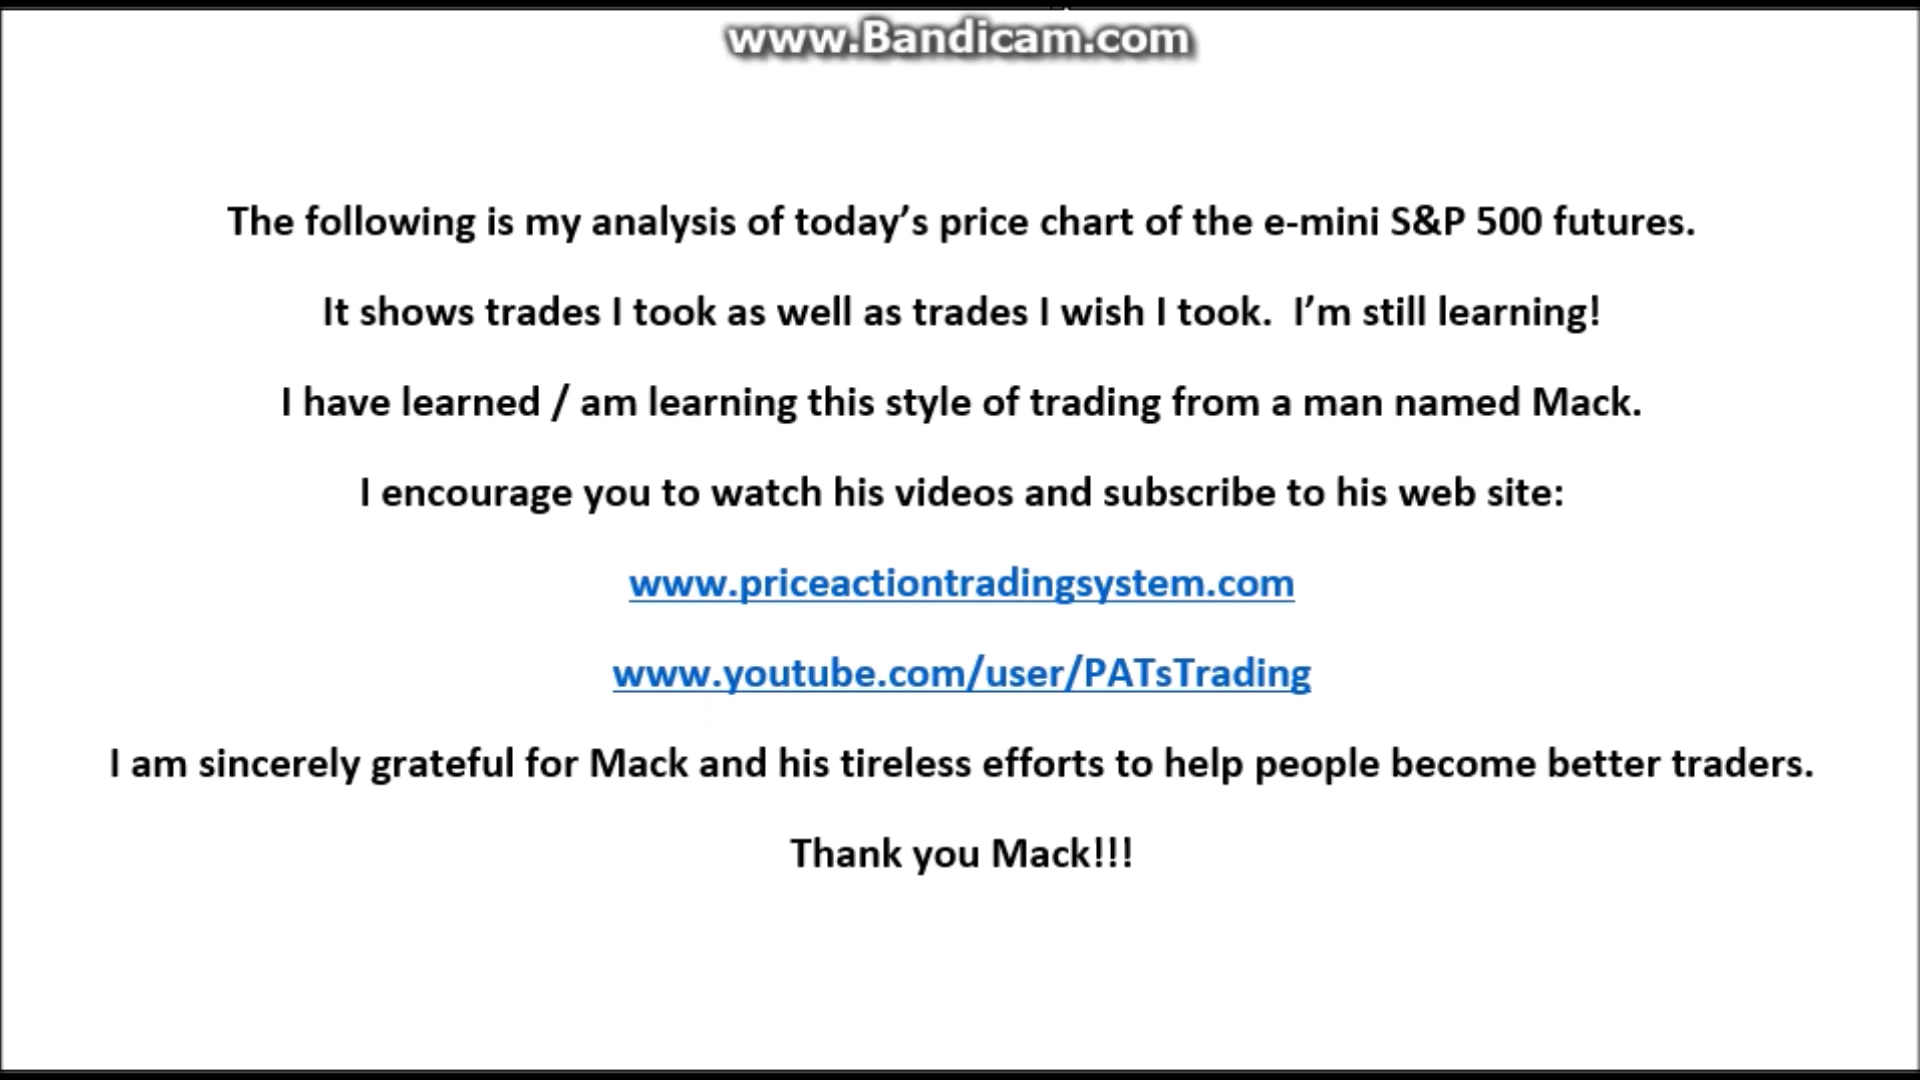 www.Bandicam.com
The following is my analysis of today’s price chart of the e-mini S&P 500 futures.
It shows trades I took as well as trades I wish I took.  I’m still learning!
I have learned / am learning this style of trading from a man named Mack.
I encourage you to watch his videos and subscribe to his web site:
www.priceactiontradingsystem.com
www.youtube.com/user/PATsTrading
I am sincerely grateful for Mack and his tireless efforts to help people become better traders.
Thank you Mack!!!